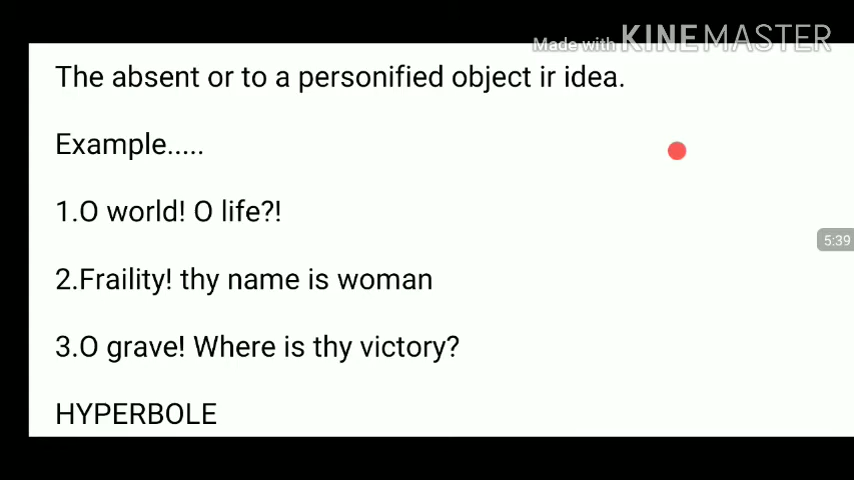 Made with KINEMASTER
The absent or to a personified object ir idea.
Example.....
1.O world! O life?!
5:39
2.Fraility! thy name is woman
3.O grave! Where is thy victory?
HYPERBOLE